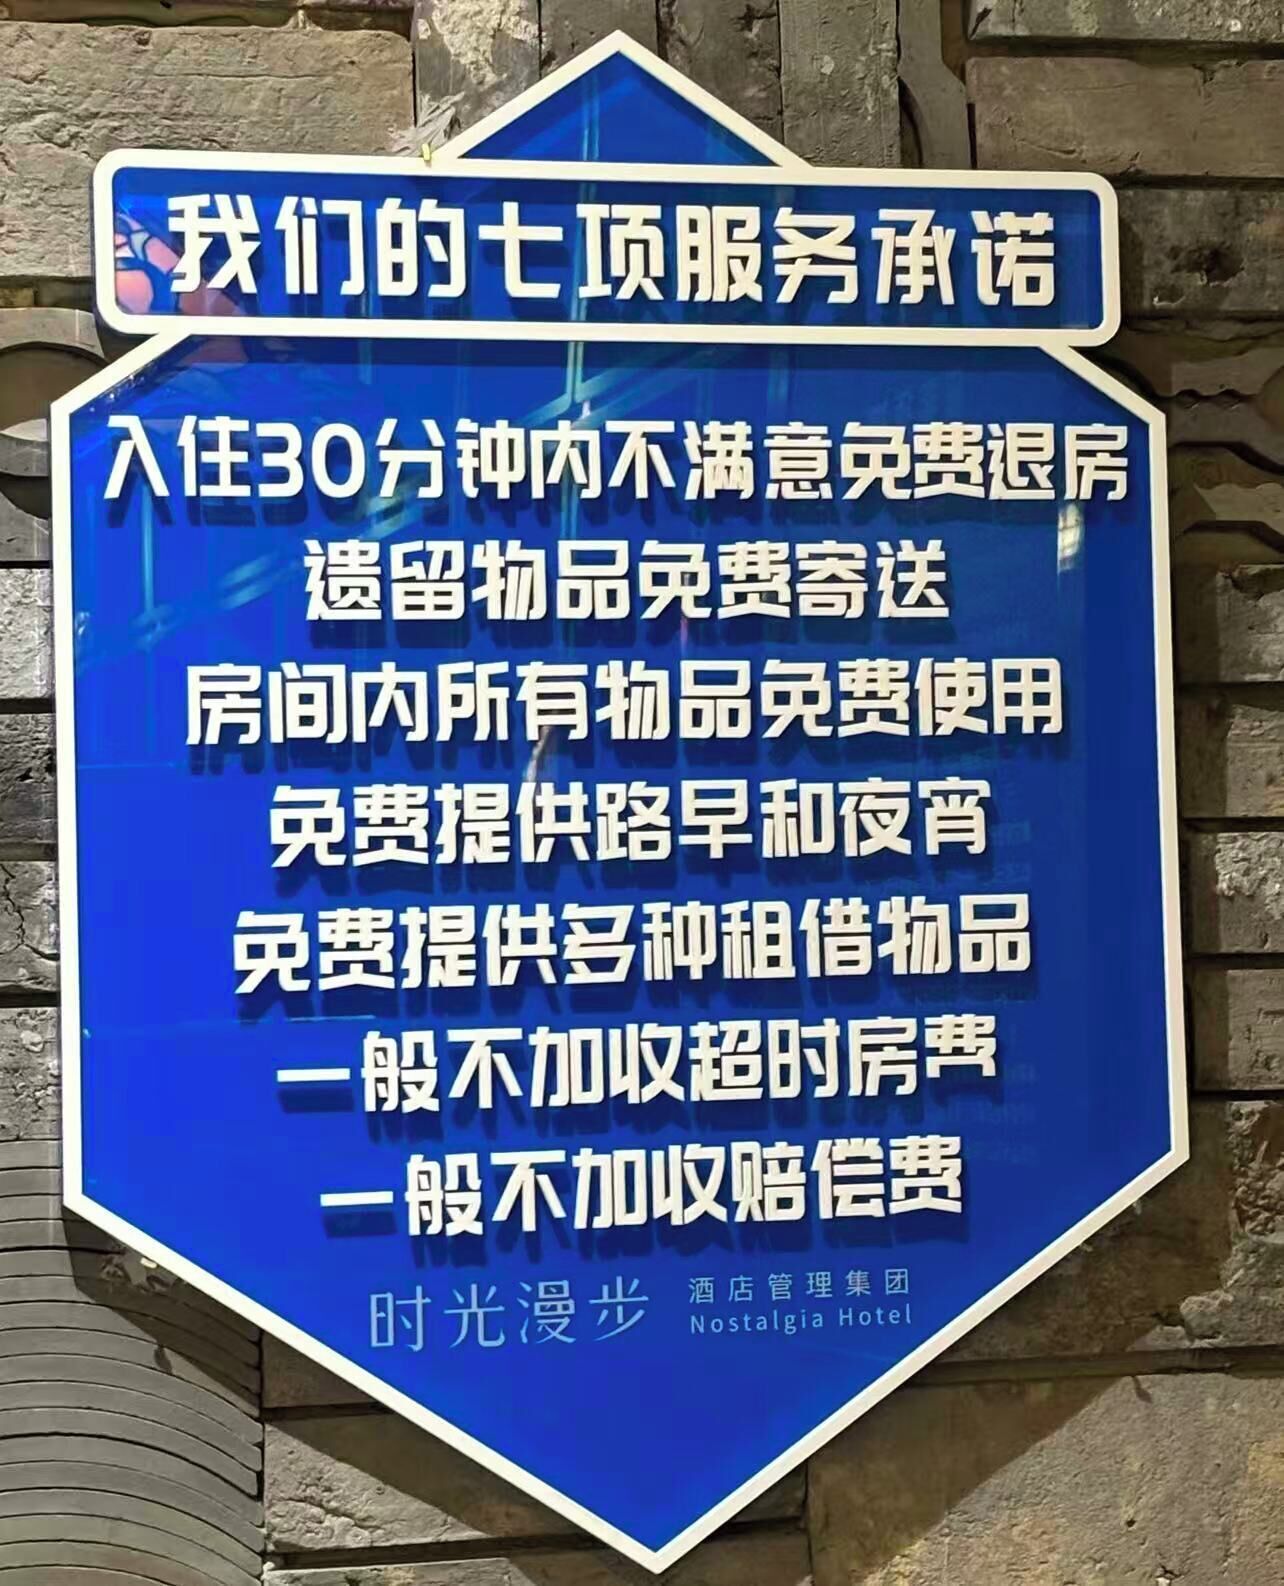 我们的七项服务承诺
入住30分钟内不满意免费退房
遗留物品免费寄送
房间内所有物品免费使用
免费提供路早和夜宵
免费提供多种租借物品
一般不加收超时房费
一般不加收赔偿费
时光漫步 酒店管理集团
Nostalgia Hotel